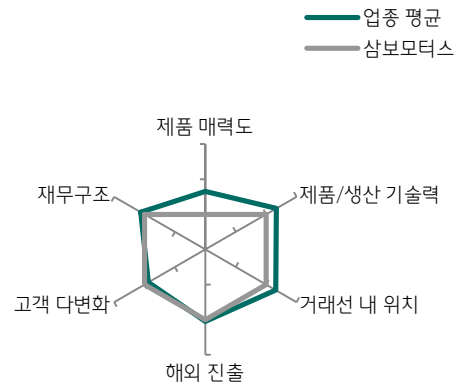 업종 평균
삼보모터스
제품 매력도
재무구조
제품/생산 기술력
고객 다변화
거래선 내 위치
해외 진출